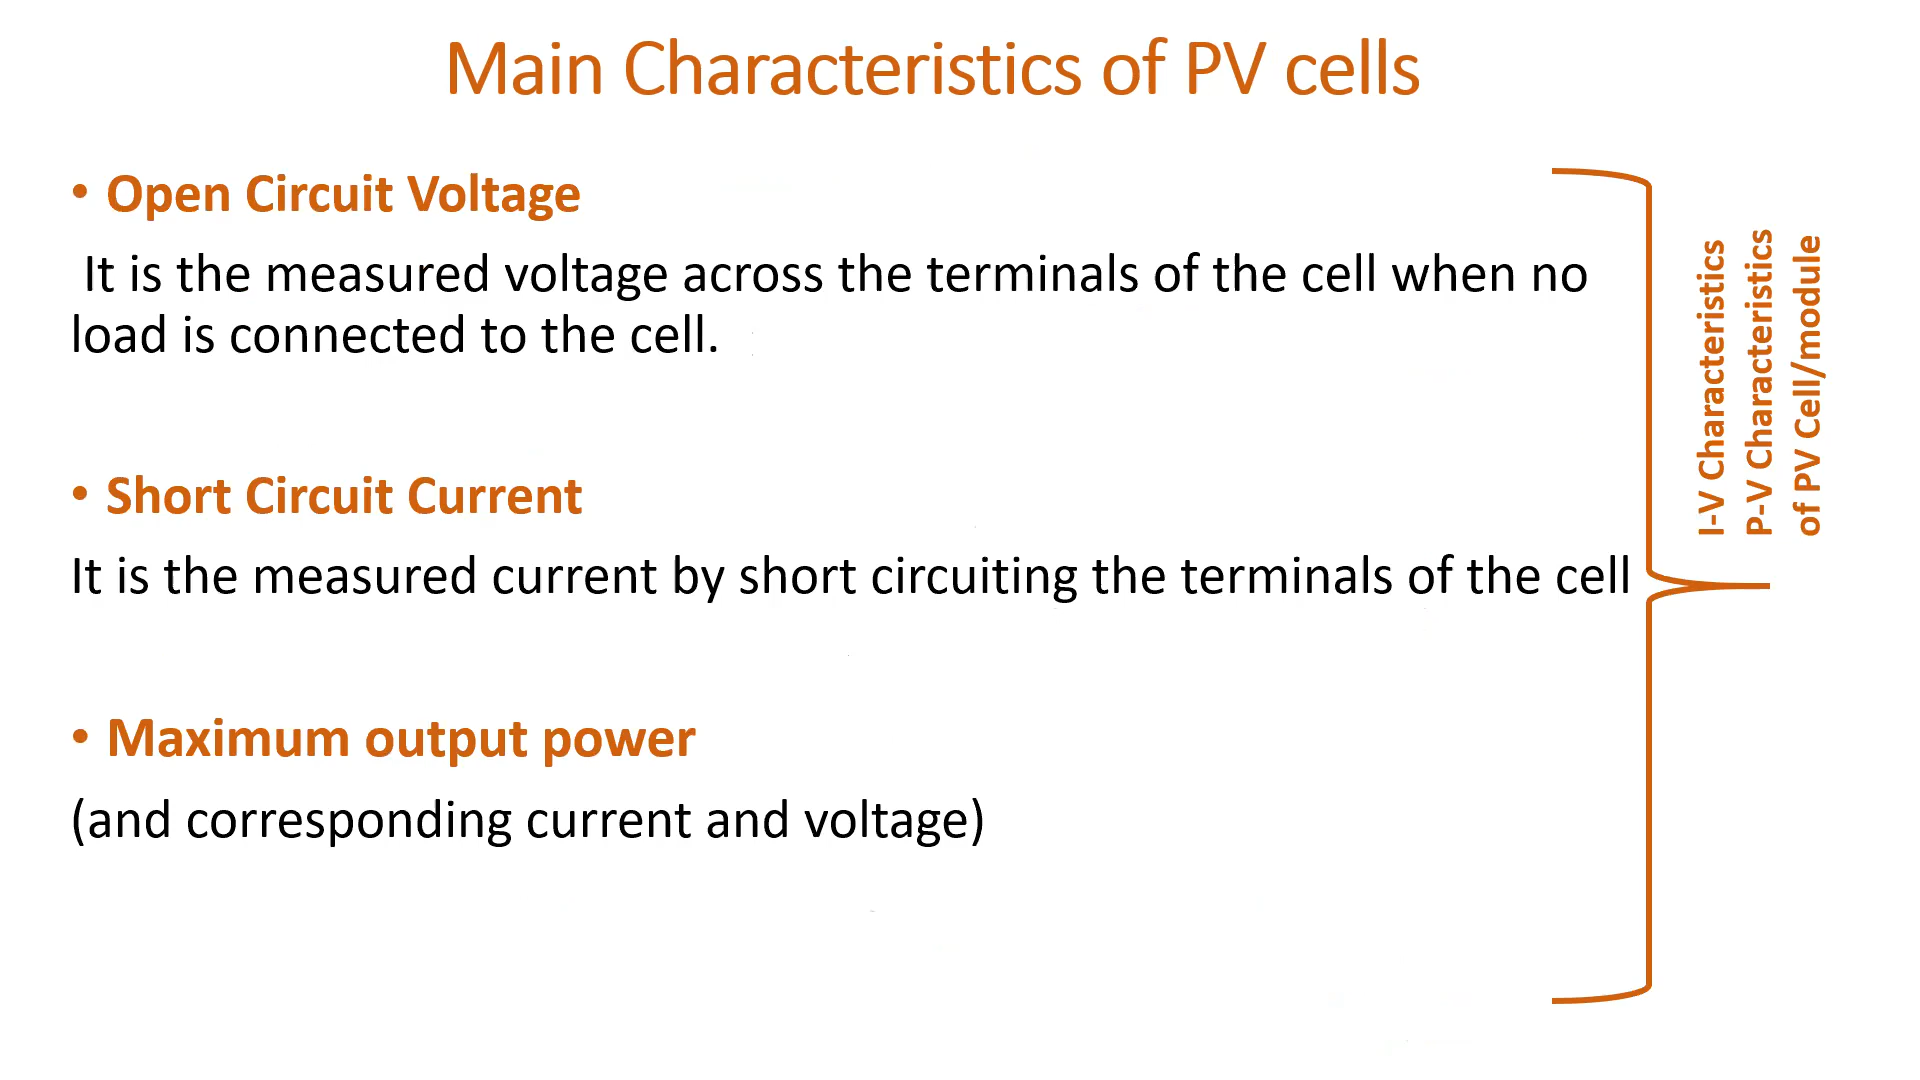 Main Characteristics of PV cells
• Open Circuit Voltage
It is the measured voltage across the terminals of the cell when no
load is connected to the cell.
• Short Circuit Current
It is the measured current by short circuiting the terminals of the cell
• Maximum output power
(and corresponding current and voltage)
I-V Characteristics
P-V Characteristics
of PV Cell/module